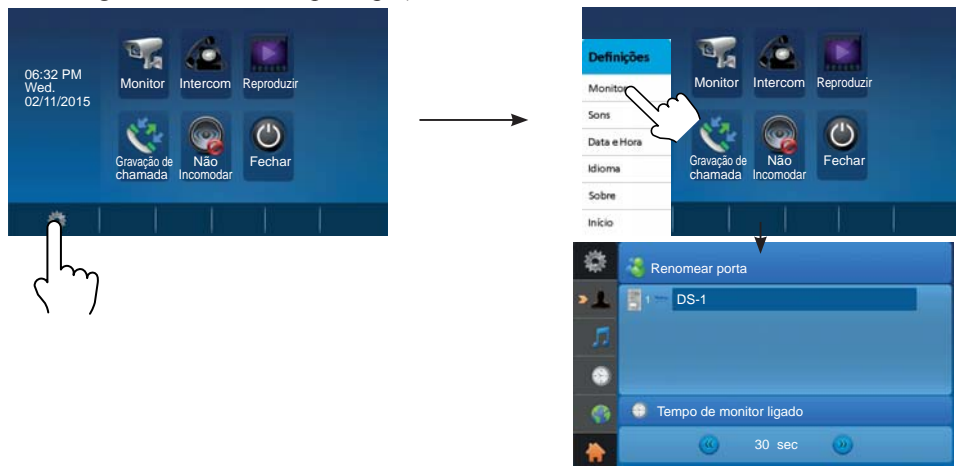 06:32 PM
Wed.
02/11/2015
Monitor
Intercom
Reproduzir
Gravação de
chamada
Não
Incomodar
Fechar
Definições
Monitor
Sons
Data e Hora
Idioma
Sobre
Início
Monitor
Intercom
Reproduzir
Gravação de
chamada
Não
Incomodar
Fechar
Renomear porta
1
DS-1
Tempo de monitor ligado
30 sec